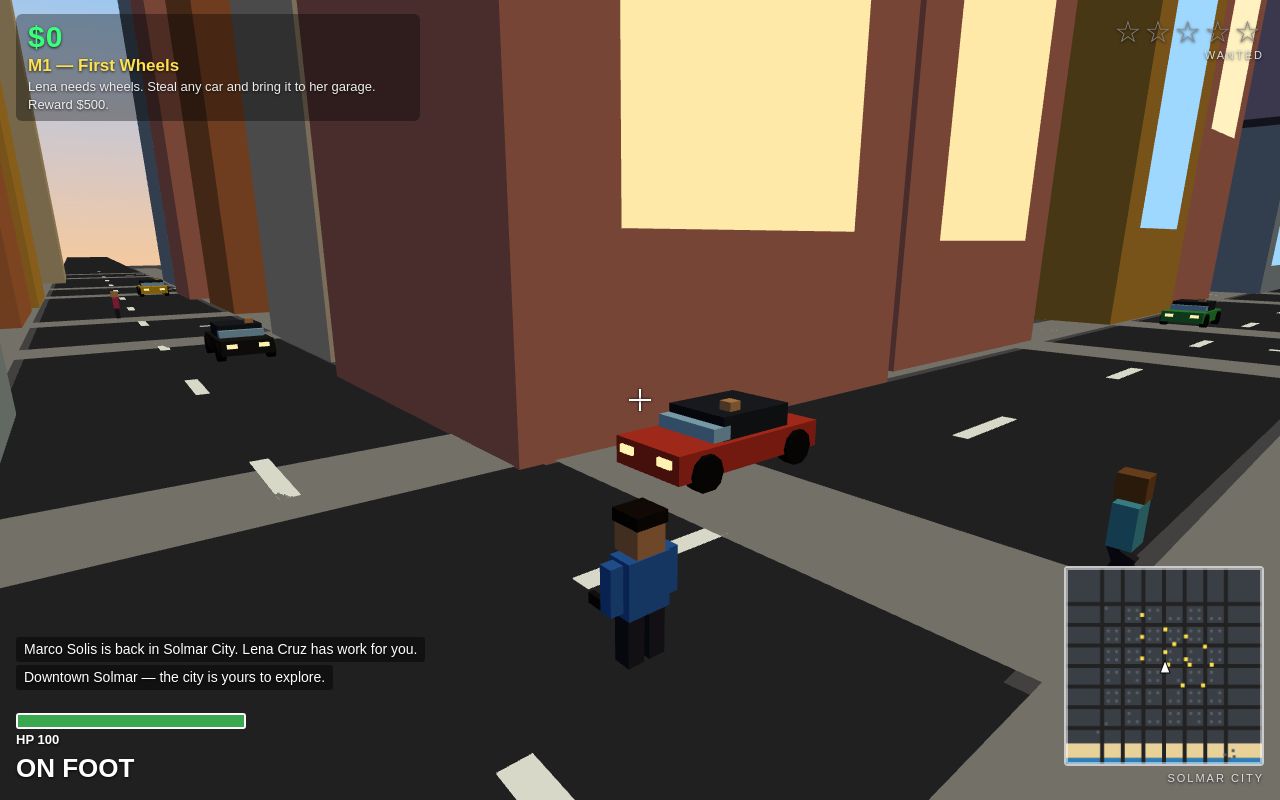 $0
WANTED
M1 — First Wheels
Lena needs wheels. Steal any car and bring it to her garage.
Reward $500.
Marco Solis is back in Solmar City. Lena Cruz has work for you.
Downtown Solmar — the city is yours to explore.
HP 100
ON FOOT
SOLMAR CITY